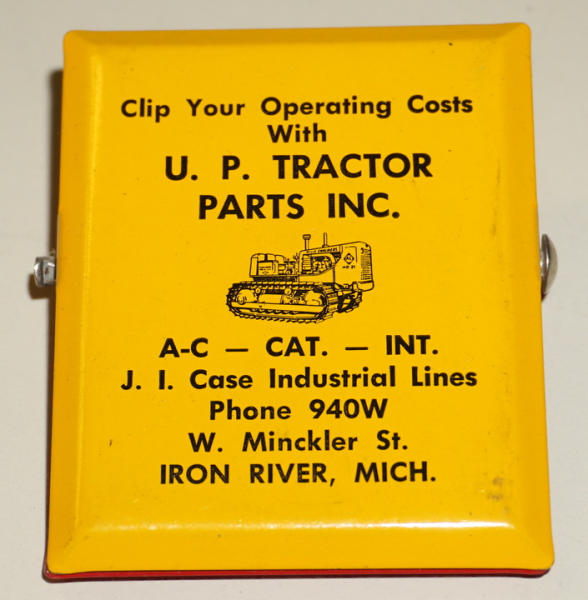 Clip Your Operating Costs
With
U. P. TRACTOR
PARTS INC.
A-C — CAT. — INT.
J. I. Case Industrial Lines
Phone 940W
W. Minckler St.
IRON RIVER, MICH.